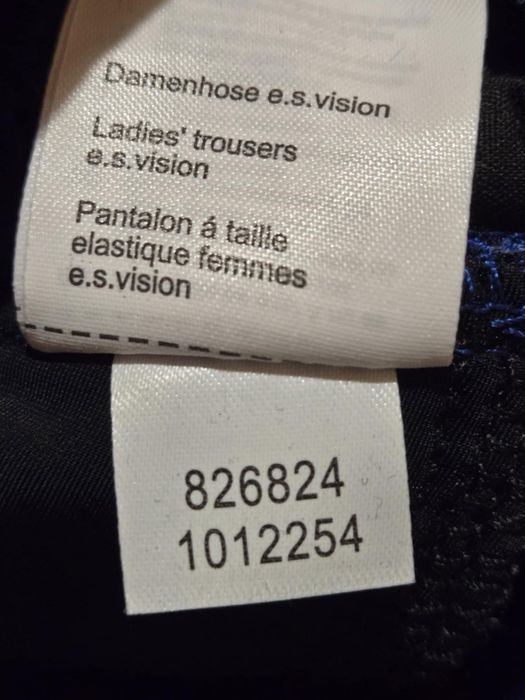 Damenhose e.s.vision
Ladies' trousers
e.s.vision
Pantalon á taille
elastique femmes
e.s.vision
826824
1012254